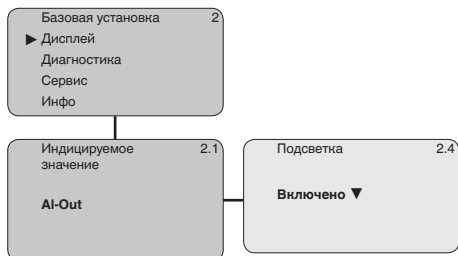 Базовая установка 2
▶ Дисплей
Диагностика
Сервис
Инфо
Индицируемое 2.1
значение
AI-Out
Подсветка 2.4
Включено ▼